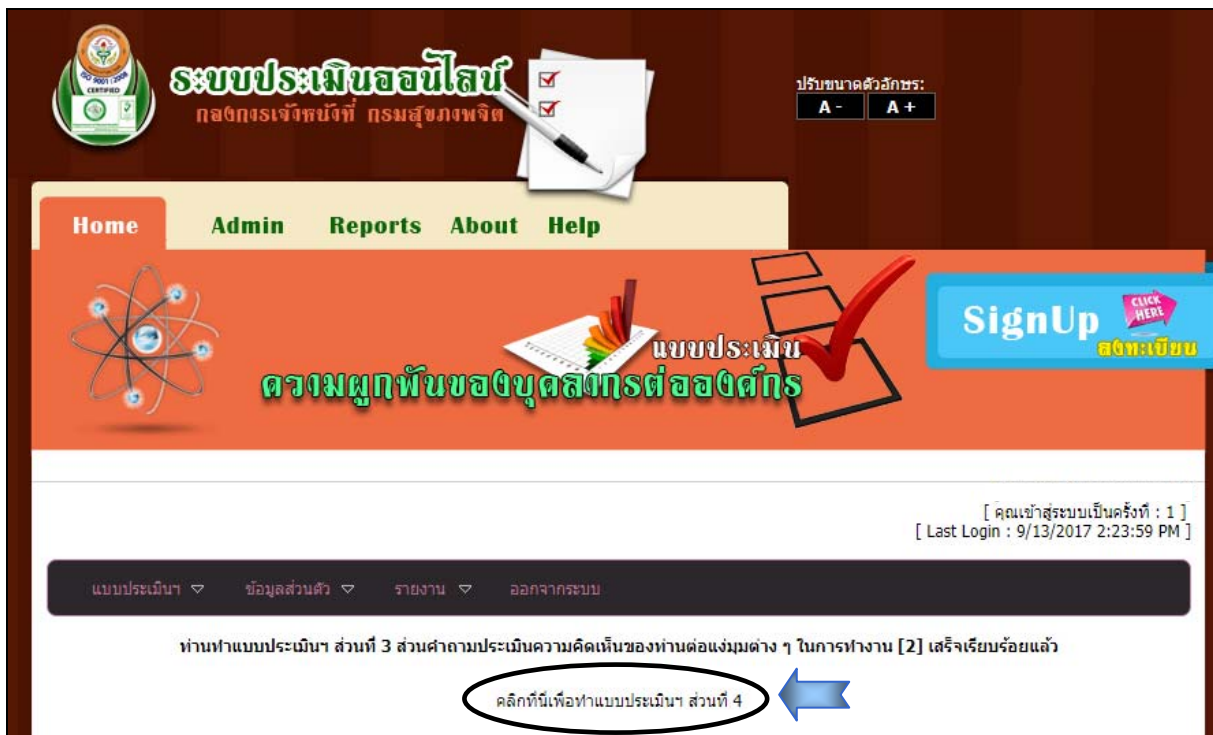 ISO 9001 : 2008
CERTIFIED
ระบบประเมินออนไลน์
กองการเจ้าหน้าที่ กรมสุขภาพจิต
ปรับขนาดตัวอักษร:
A - A +
Home Admin Reports About Help
แบบประเมิน
ความผูกพันของบุคลากรต่อองค์กร
SignUp
CLICK HERE
ลงทะเบียน
[ คุณเข้าสู่ระบบเป็นครั้งที่ : 1 ]
[ Last Login : 9/13/2017 2:23:59 PM ]
แบบประเมินฯ ข้อมูลส่วนตัว รายงาน ออกจากระบบ
ท่านทำแบบประเมินฯ ส่วนที่ 3 ส่วนคำถามประเมินความคิดเห็นของท่านต่อแง่มุมต่าง ๆ ในการทำงาน [2] เสร็จเรียบร้อยแล้ว
คลิกที่นี่เพื่อทำแบบประเมินฯ ส่วนที่ 4